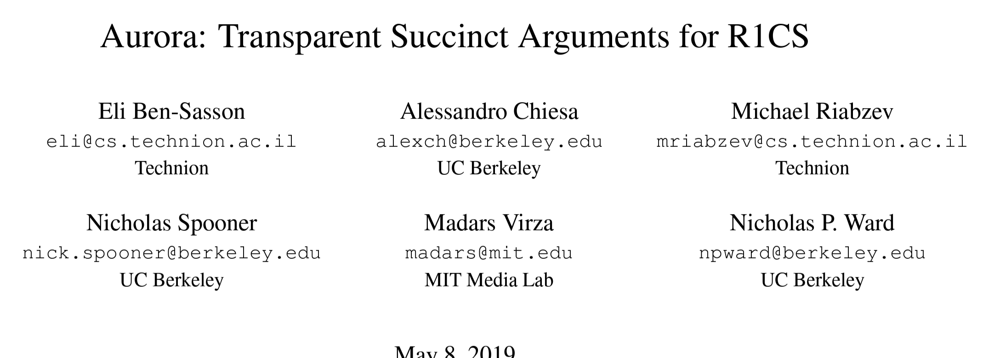 Aurora: Transparent Succinct Arguments for R1CS
Eli Ben-Sasson
eli@cs.technion.ac.il
Technion
Alessandro Chiesa
alexch@berkeley.edu
UC Berkeley
Michael Riabzev
mriabzev@cs.technion.ac.il
Technion
Nicholas Spooner
nick.spooner@berkeley.edu
UC Berkeley
Madars Virza
madars@mit.edu
MIT Media Lab
Nicholas P. Ward
npward@berkeley.edu
UC Berkeley
May 8, 2019